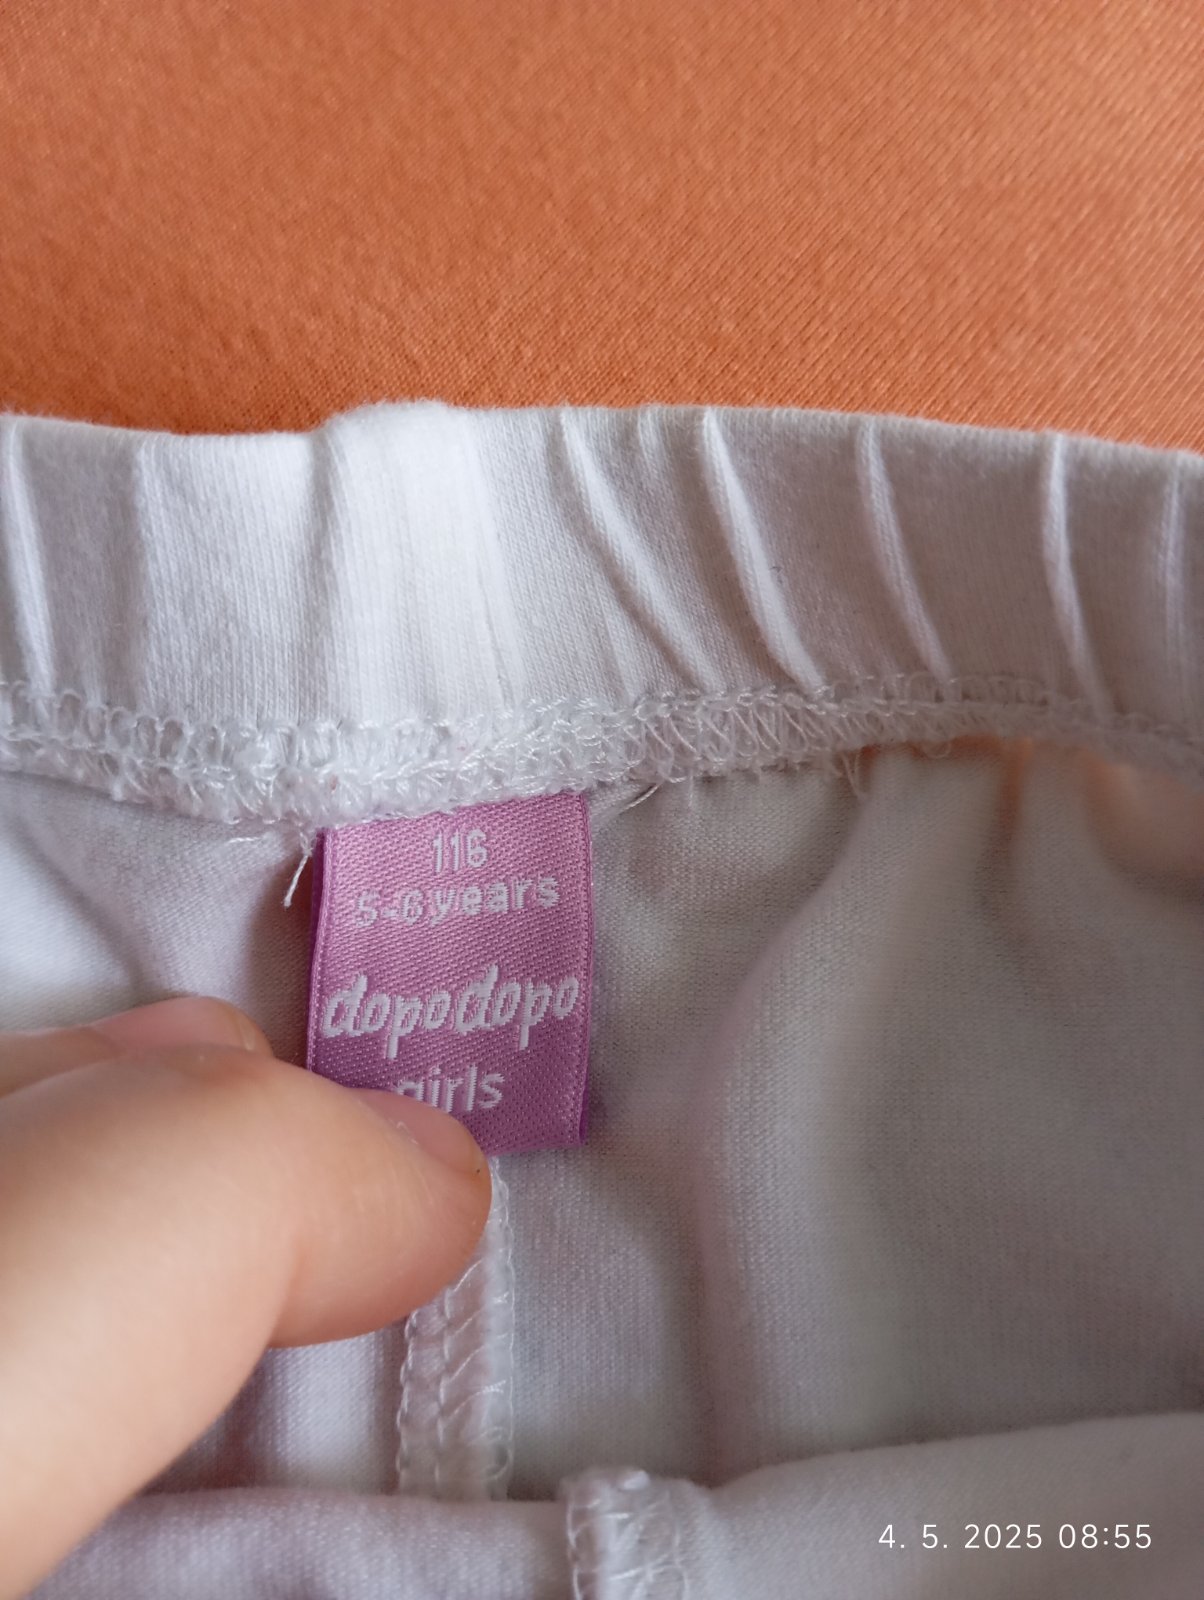 116
5-6 years
dopodopo
girls
4. 5. 2025 08:55